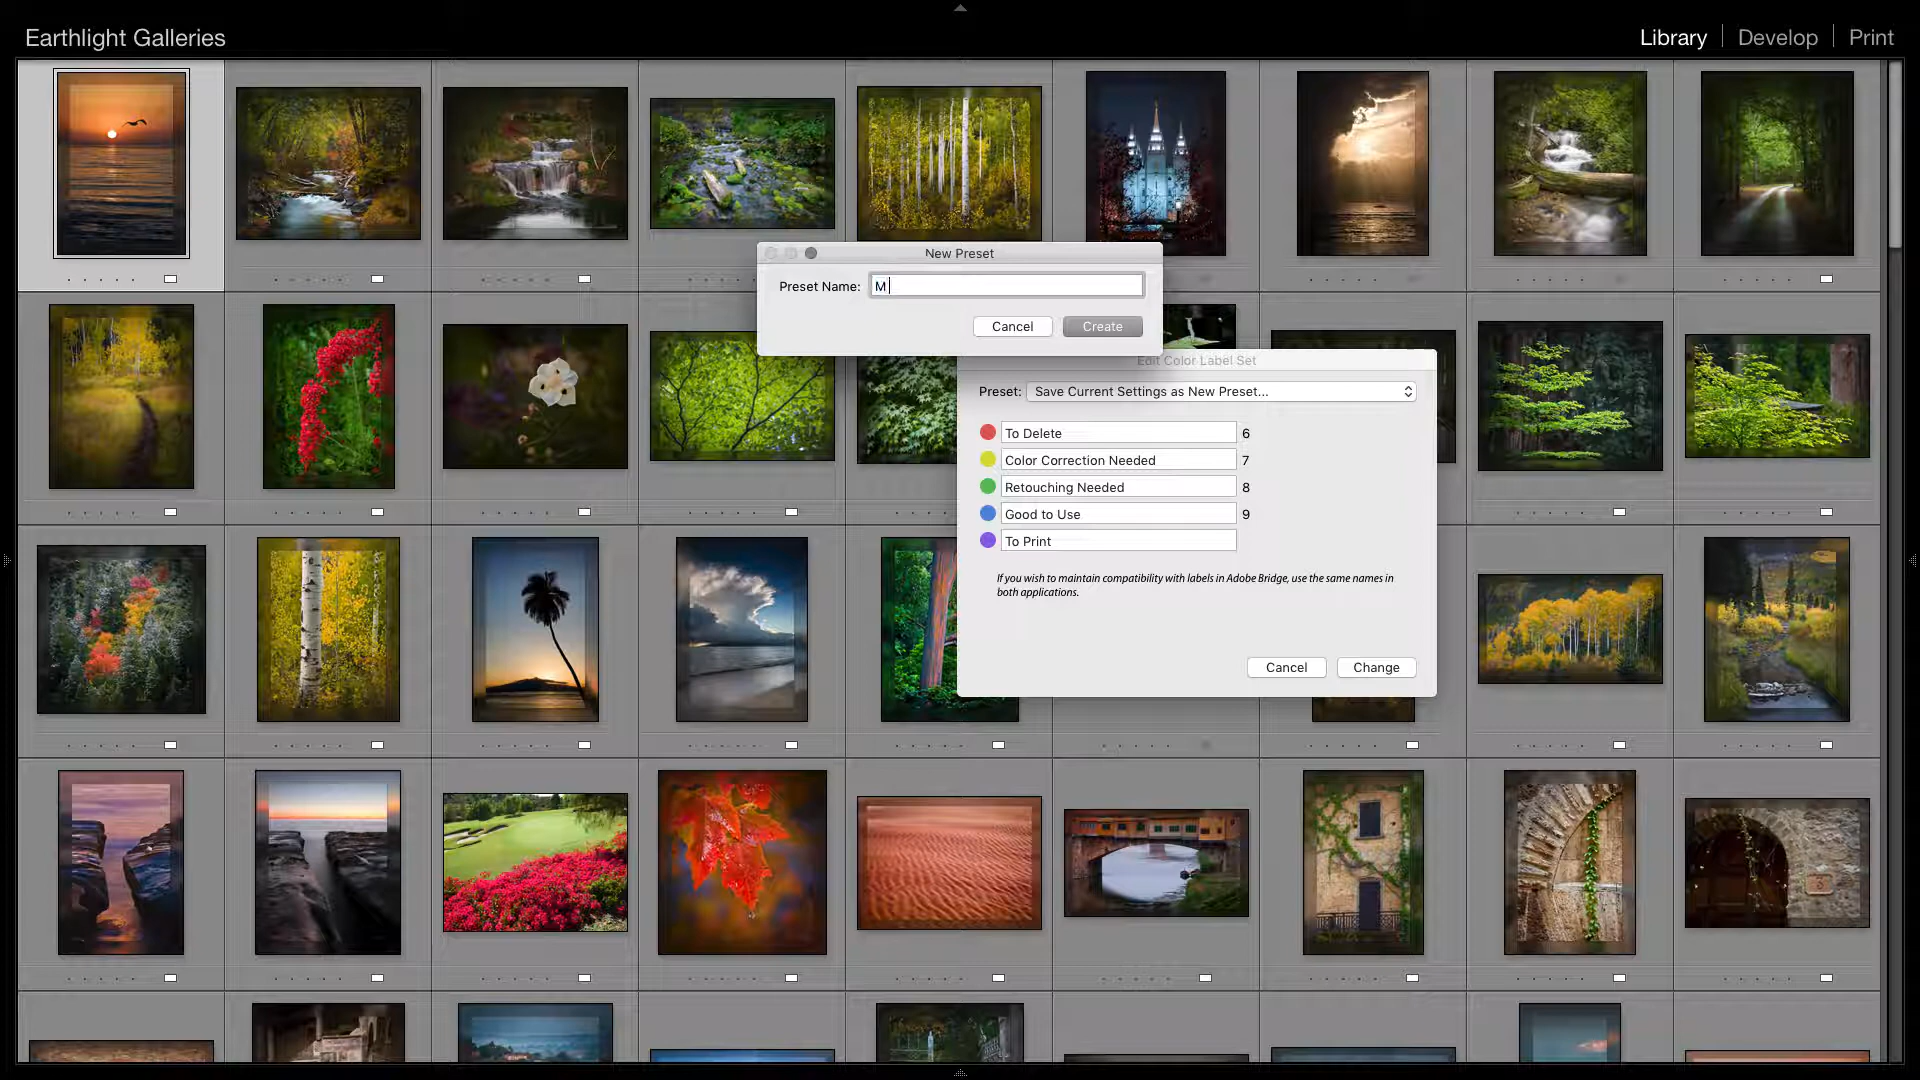 Earthlight Galleries
Library | Develop | Print
New Preset
Preset Name: M
Cancel Create
Edit Color Label Set
Preset: Save Current Settings as New Preset...
To Delete 6
Color Correction Needed 7
Retouching Needed 8
Good to Use 9
To Print
If you wish to maintain compatibility with labels in Adobe Bridge, use the same names in
both applications.
Cancel Change